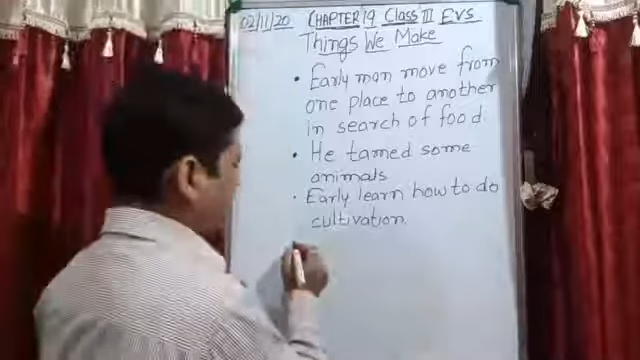 02/11/20 CHAPTER 19 Class III EVS
Things We Make
• Early man move from
one place to another
in search of food.
• He tamed some
animals
• Early learn how to do
cultivation.